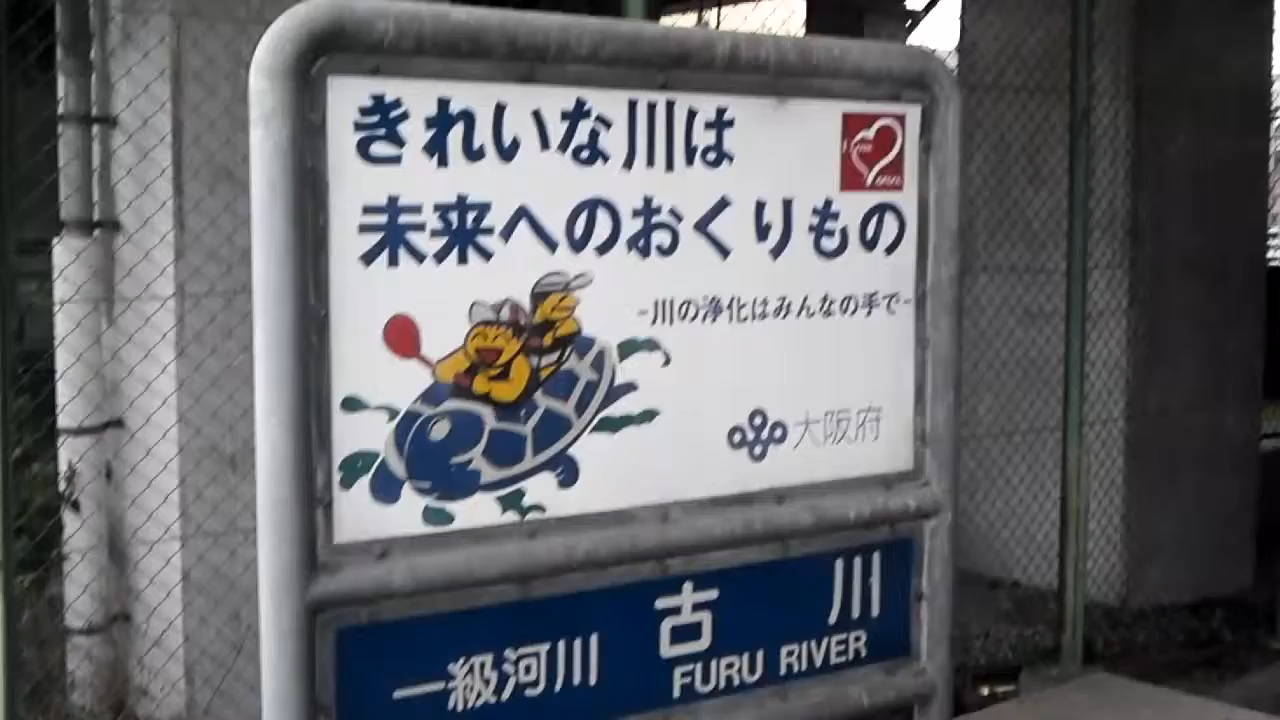 きれいな川は
未来へのおくりもの
-川の浄化はみんなの手で-
大阪府
一級河川 古川
FURU RIVER